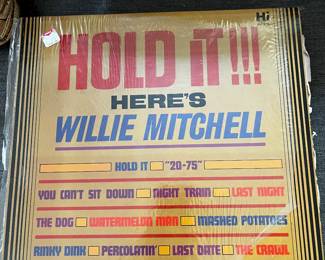 Hi
HOLD iT!!!
HERE'S
WILLIE MITCHELL
HOLD IT "20-75"
YOU CAN'T SIT DOWN NIGHT TRAIN LAST NIGHT
THE DOG WATERMELON MAN MASHED POTATOES
RINKY DINK PERCOLATIN' LAST DATE THE CRAWL